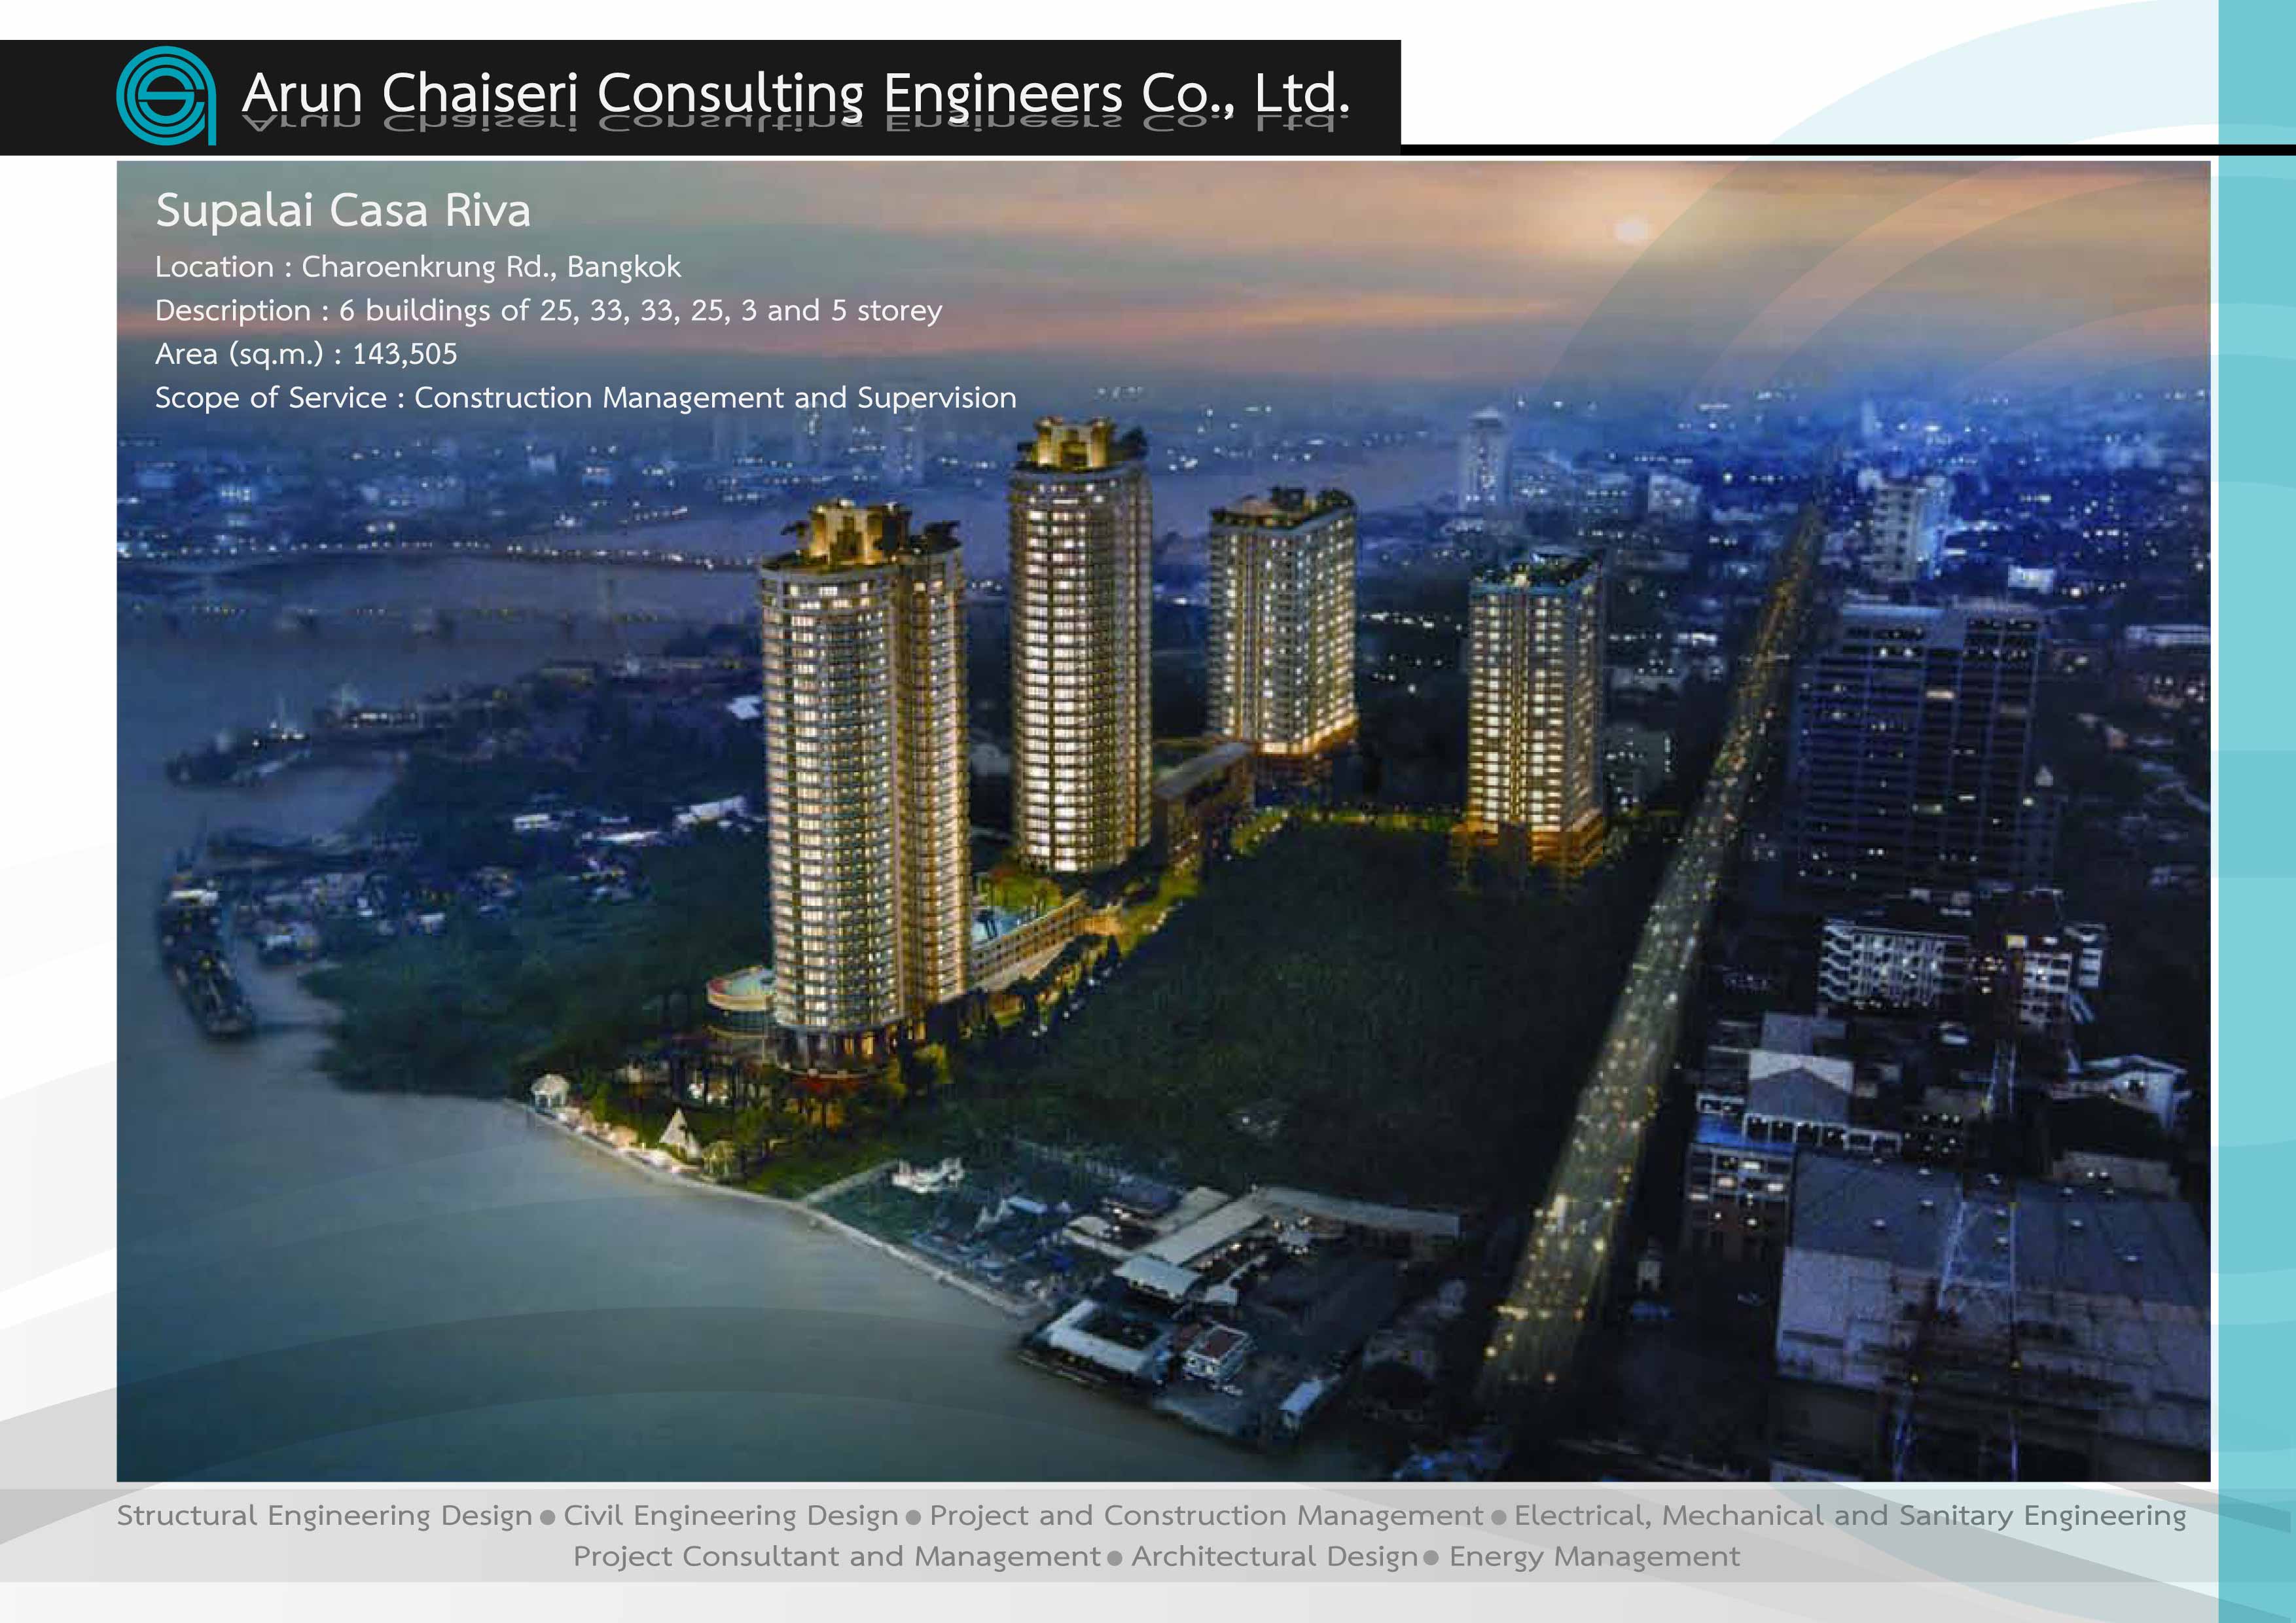 Arun Chaiseri Consulting Engineers Co., Ltd.
Supalai Casa Riva
Location : Charoenkrung Rd., Bangkok
Description : 6 buildings of 25, 33, 33, 25, 3 and 5 storey
Area (sq.m.) : 143,505
Scope of Service : Construction Management and Supervision
Structural Engineering Design ● Civil Engineering Design ● Project and Construction Management ● Electrical, Mechanical and Sanitary Engineering
Project Consultant and Management ● Architectural Design ● Energy Management